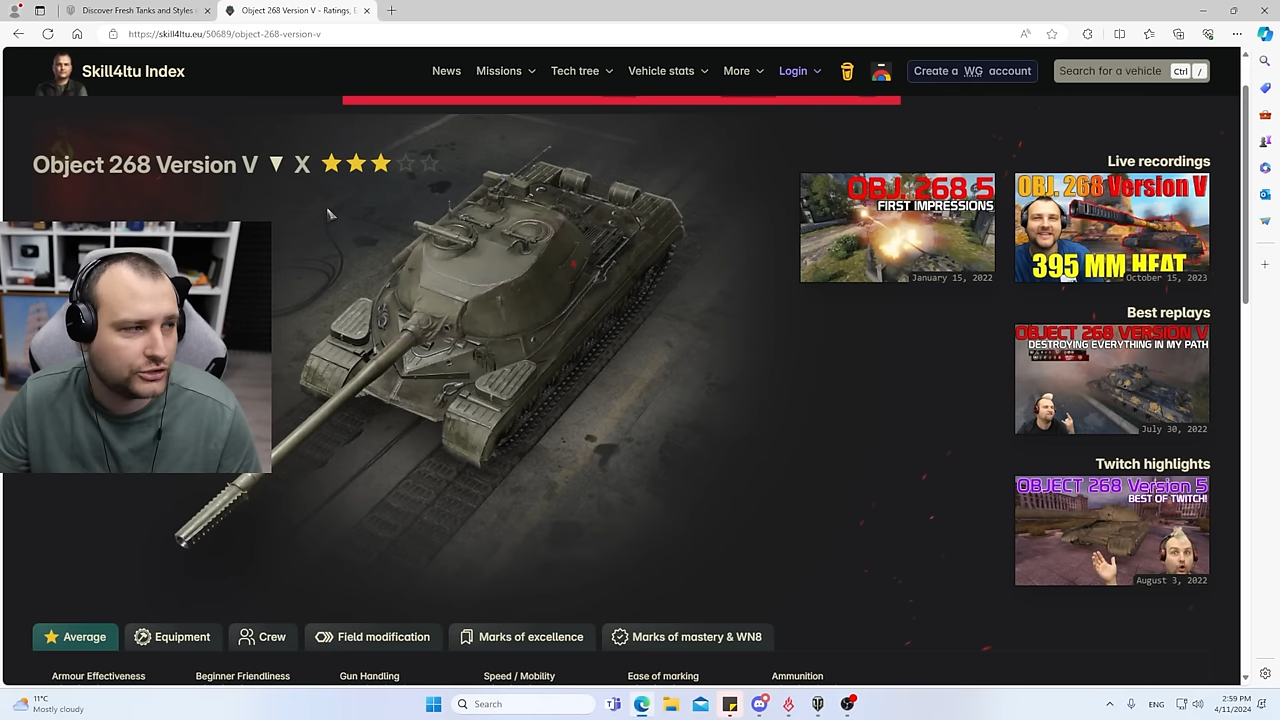 Discover Fresh Tanks and Styles
Object 268 Version V - Ratings, E
https://skill4ltu.eu/50689/object-268-version-v
Skill4ltu Index
News
Missions
Tech tree
Vehicle stats
More
Login
Create a WG account
Search for a vehicle
Ctrl
/
Object 268 Version V
X
Live recordings
OBJ. 268 5
FIRST IMPRESSIONS
January 15, 2022
OBJ. 268 Version V
395 MM HEAT
October 15, 2023
Best replays
OBJECT 268 VERSION V
DESTROYING EVERYTHING IN MY PATH
July 30, 2022
Twitch highlights
OBJECT 268 Version 5
BEST OF TWITCH!
August 3, 2022
Average
Equipment
Crew
Field modification
Marks of excellence
Marks of mastery & WN8
Armour Effectiveness
Beginner Friendliness
Gun Handling
Speed / Mobility
Ease of marking
Ammunition
11°C
Mostly cloudy
Search
ENG
2:59 PM
4/11/2024